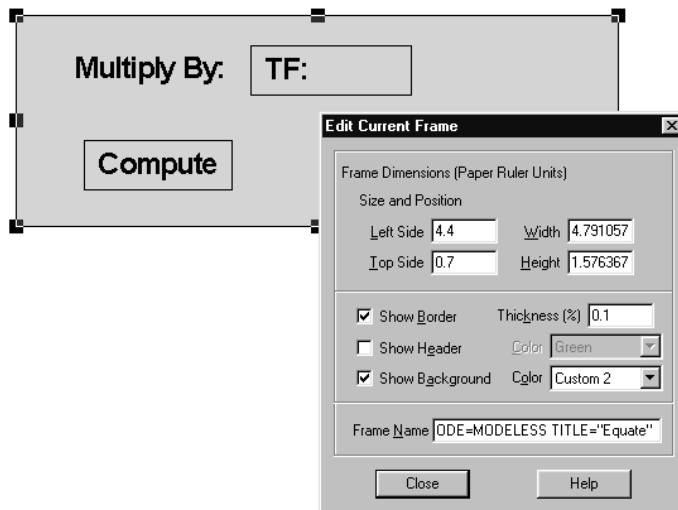 Multiply By: TF:
Compute
Edit Current Frame
Frame Dimensions (Paper Ruler Units)
Size and Position
Left Side 4.4 Width 4.791057
Top Side 0.7 Height 1.576367
Show Border Thickness (%) 0.1
Show Header Color Green
Show Background Color Custom 2
Frame Name ODE=MODELESS TITLE="Equate"
Close Help